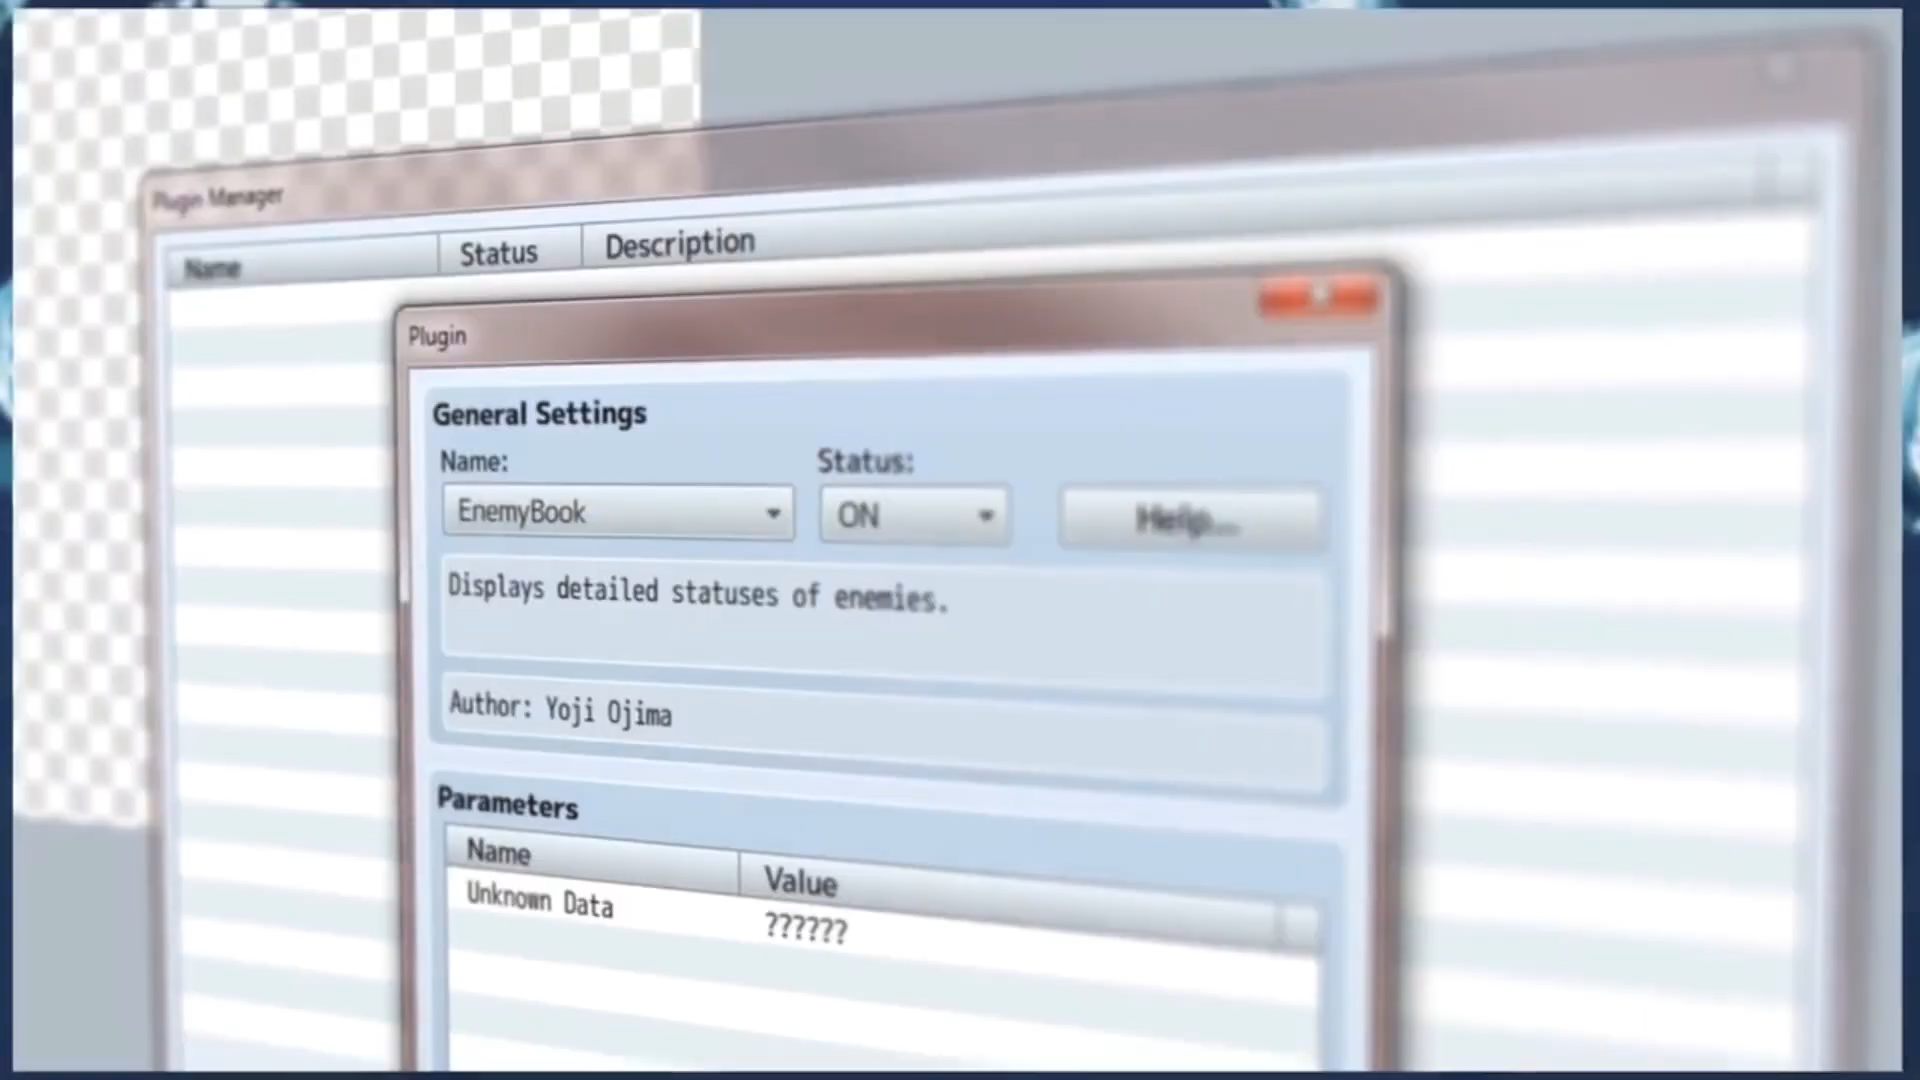 Plugin Manager
Name Status Description
Plugin
General Settings
Name: Status:
EnemyBook ON Help...
Displays detailed statuses of enemies.
Author: Yoji Ojima
Parameters
Name Value
Unknown Data ??????